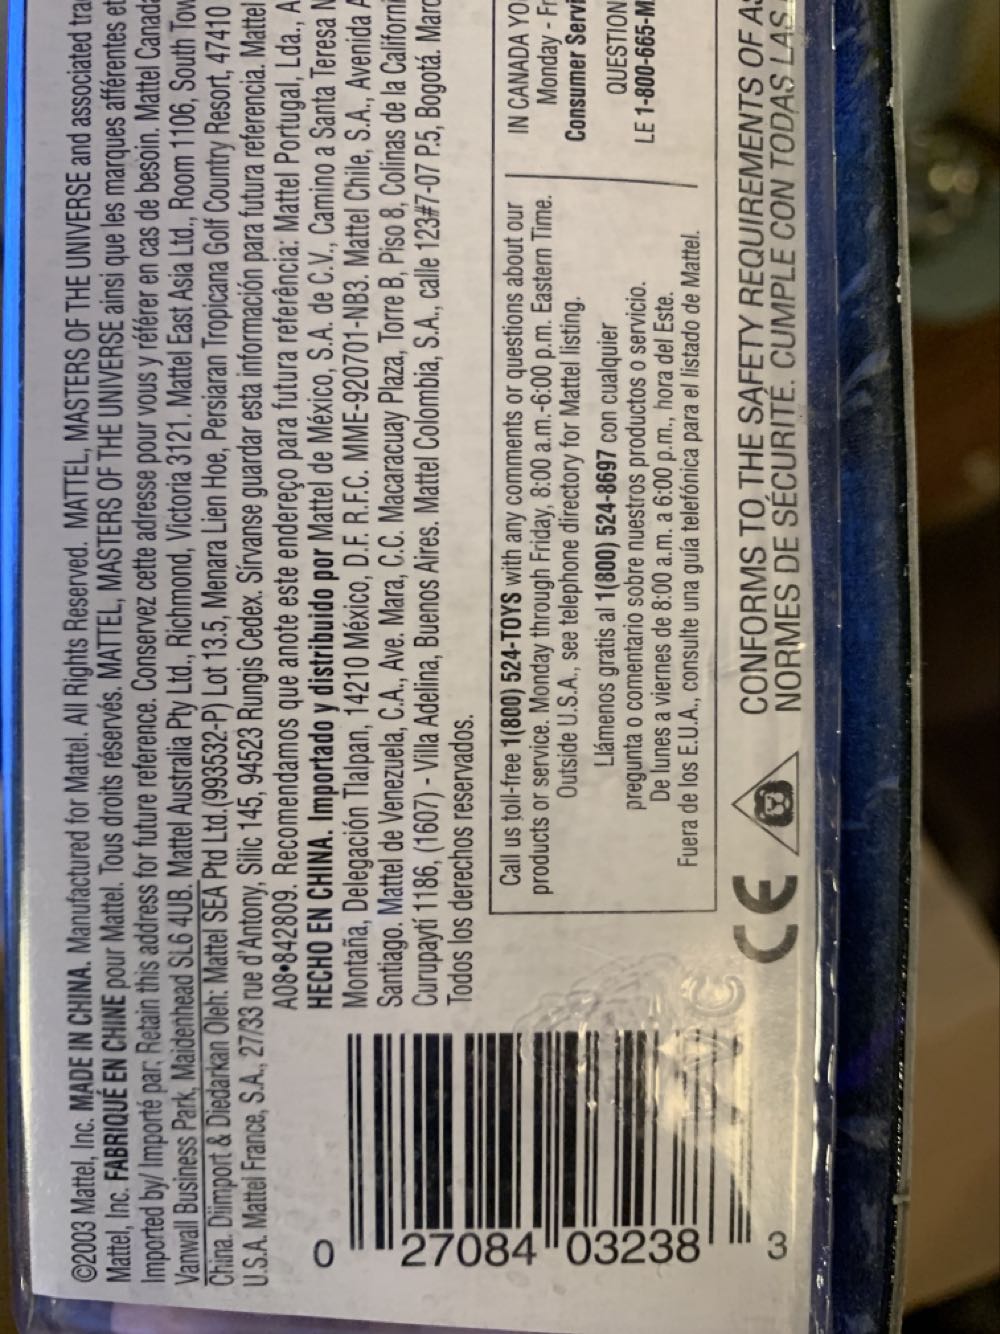 ©2003 Mattel, Inc. MADE IN CHINA. Manufactured for Mattel. All Rights Reserved. MATTEL, MASTERS OF THE UNIVERSE and associated
Mattel, Inc. FABRIQUÉ EN CHINE pour Mattel. Tous droits réservés. MATTEL, MASTERS OF THE UNIVERSE ainsi que les marques afférentes et
Imported by/ Importé par: Retain this address for future reference. Conservez cette adresse pour vous y référer en cas de besoin. Mattel Canada
Vanwall Business Park, Maidenhead SL6 4UB. Mattel Australia Pty Ltd., Richmond, Victoria 3121. Mattel East Asia Ltd., Room 1106, South
China. Diimport & Diedarkan Oleh: Mattel SEA Ptd Ltd.(993532-P) Lot 13.5, Menara Lien Hoe, Persiaran Tropicana Golf Country Resort, 47410
U.S.A. Mattel France, S.A., 27/33 rue d'Antony, Silic 145, 94523 Rungis Cedex. Sírvanse guardar esta información para futura referencia. Mattel
A08•842809. Recomendamos que anote este endereço para futura referência: Mattel Portugal, Lda., A
HECHO EN CHINA. Importado y distribuido por Mattel de México, S.A. de C.V., Camino a Santa Teresa
Montaña, Delegación Tlalpan, 14210 México, D.F. R.F.C. MME-920701-NB3. Mattel Chile, S.A., Avenida A
Santiago. Mattel de Venezuela, C.A., Ave. Mara, C.C. Macaracuay Plaza, Torre B, Piso 8, Colinas de la
Curupaytí 1186, (1607) - Villa Adelina, Buenos Aires. Mattel Colombia, S.A., calle 123#7-07 P.5, Bogotá.
Todos los derechos reservados.
Call us toll-free 1(800) 524-TOYS with any comments or questions about our
products or service. Monday through Friday, 8:00 a.m.-6:00 p.m. Eastern Time.
Outside U.S.A., see telephone directory for Mattel listing.
Llámenos gratis al 1(800) 524-8697 con cualquier
pregunta o comentario sobre nuestros productos o servicio.
De lunes a viernes de 8:00 a.m. a 6:00 p.m., hora del Este.
Fuera de los E.U.A., consulte una guía telefónica para el listado de Mattel.
IN CANADA
Monday -
Consumer
QUESTION
LE 1-800-665-
0 27084 03238 3
CE
CONFORMS TO THE SAFETY REQUIREMENTS OF
NORMES DE SÉCURITÉ. CUMPLE CON TODAS LAS